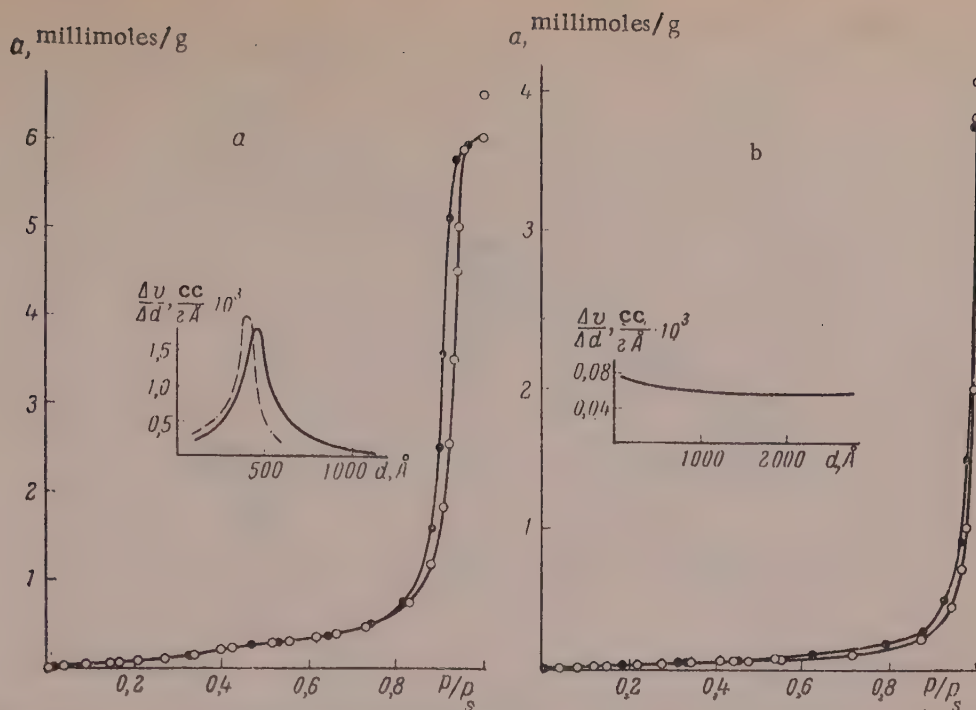 a, millimoles/g
6
5
4
3
2
1
0,2 0,4 0,6 0,8 p/ps
a
Δv/Δd, cc/г Å 10³
1,5
1,0
0,5
500 1000 d, Å
a, millimoles/g
4
3
2
1
0,2 0,4 0,6 0,8 p/ps
b
Δv/Δd, cc/г Å · 10³
0,08
0,04
1000 2000 d, Å